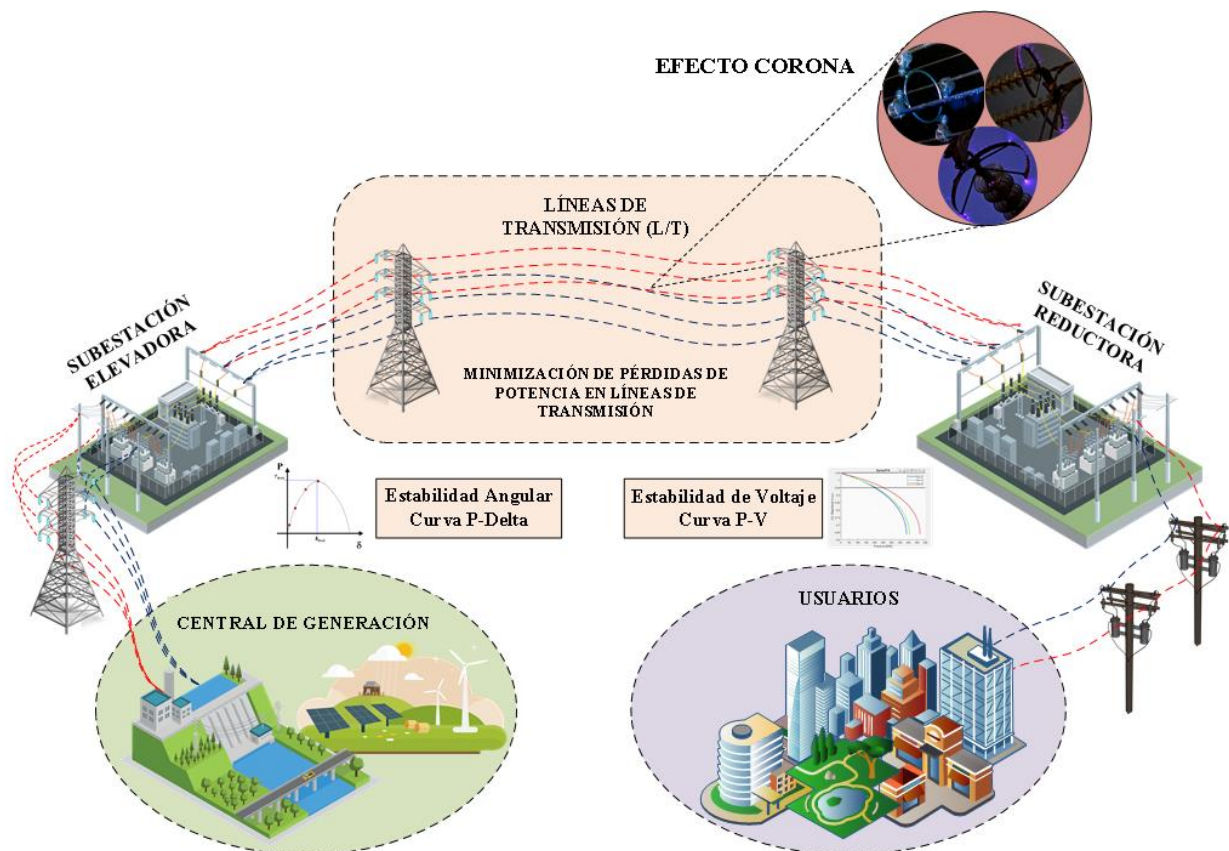 EFECTO CORONA
LÍNEAS DE
TRANSMISIÓN (L/T)
SUBESTACIÓN
ELEVADORA
SUBESTACIÓN
REDUCTORA
MINIMIZACIÓN DE PÉRDIDAS DE
POTENCIA EN LÍNEAS DE
TRANSMISIÓN
P
δ
Estabilidad Angular
Curva P-Delta
Estabilidad de Voltaje
Curva P-V
CENTRAL DE GENERACIÓN
USUARIOS